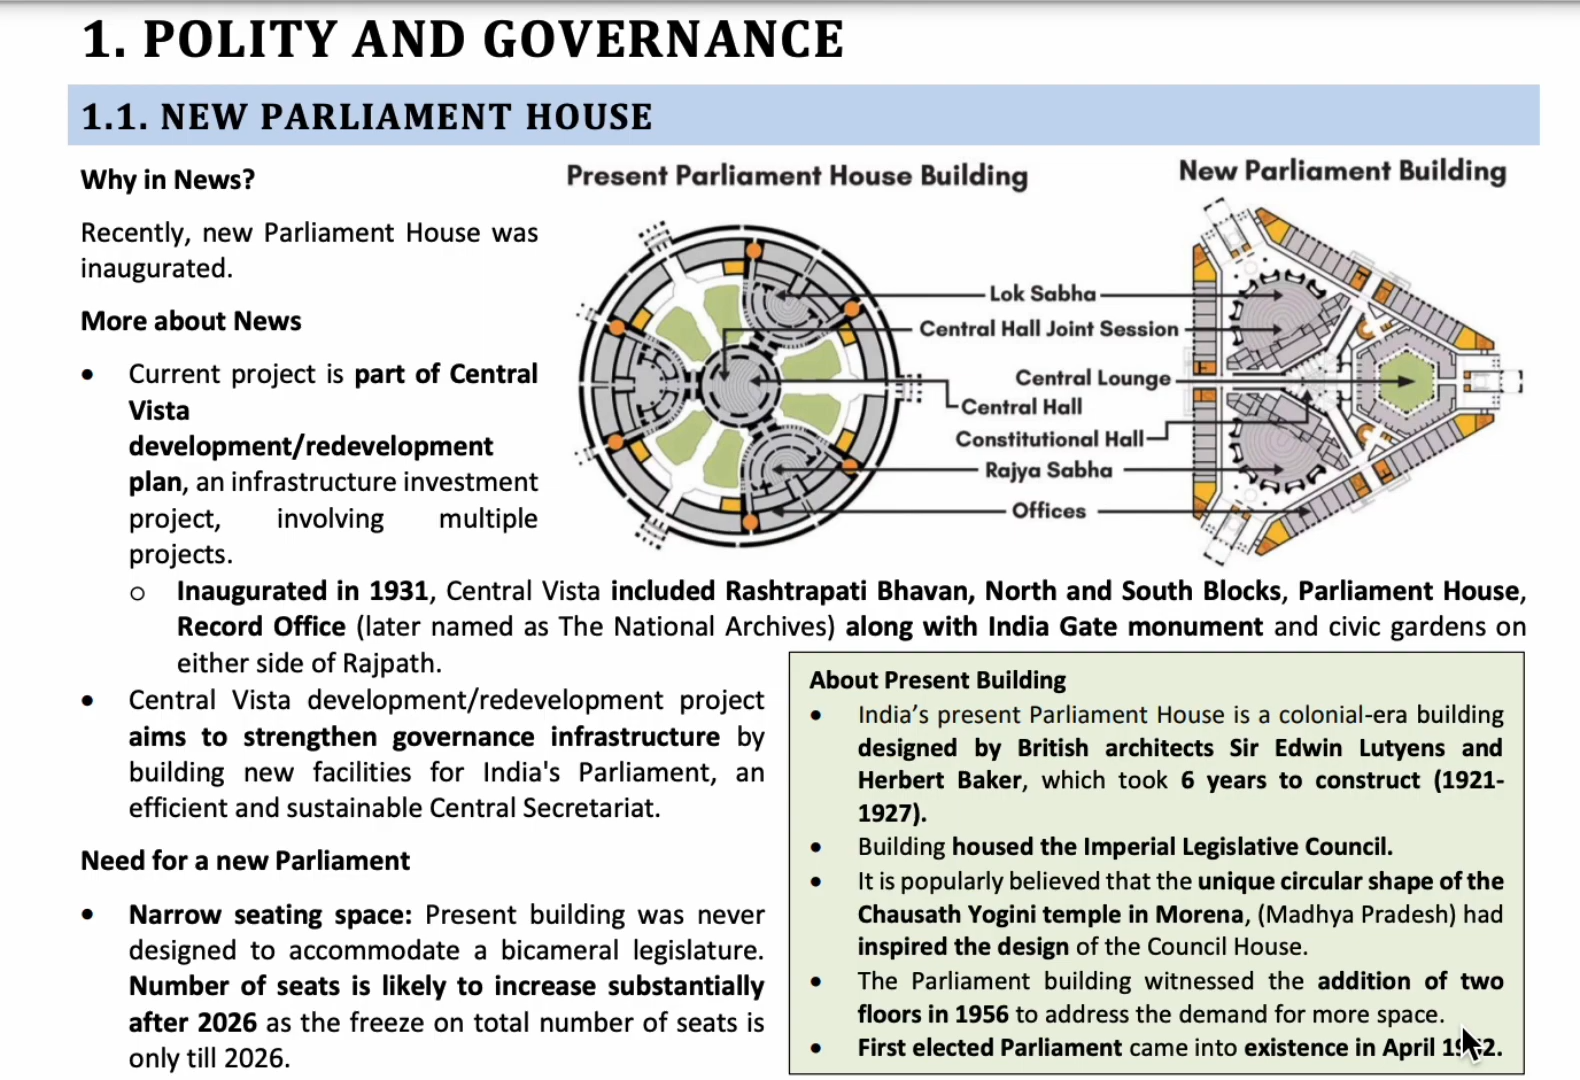 1. POLITY AND GOVERNANCE
1.1. NEW PARLIAMENT HOUSE
Why in News?
Recently, new Parliament House was
inaugurated.
More about News
• Current project is part of Central
Vista
development/redevelopment
plan, an infrastructure investment
project, involving multiple
projects.
Present Parliament House Building
New Parliament Building
Lok Sabha
Central Hall Joint Session
Central Lounge
Central Hall
Constitutional Hall
Rajya Sabha
Offices
o Inaugurated in 1931, Central Vista included Rashtrapati Bhavan, North and South Blocks, Parliament House,
Record Office (later named as The National Archives) along with India Gate monument and civic gardens on
either side of Rajpath.
• Central Vista development/redevelopment project
aims to strengthen governance infrastructure by
building new facilities for India's Parliament, an
efficient and sustainable Central Secretariat.
Need for a new Parliament
• Narrow seating space: Present building was never
designed to accommodate a bicameral legislature.
Number of seats is likely to increase substantially
after 2026 as the freeze on total number of seats is
only till 2026.
About Present Building
• India’s present Parliament House is a colonial-era building
designed by British architects Sir Edwin Lutyens and
Herbert Baker, which took 6 years to construct (1921-
1927).
• Building housed the Imperial Legislative Council.
• It is popularly believed that the unique circular shape of the
Chausath Yogini temple in Morena, (Madhya Pradesh) had
inspired the design of the Council House.
• The Parliament building witnessed the addition of two
floors in 1956 to address the demand for more space.
• First elected Parliament came into existence in April